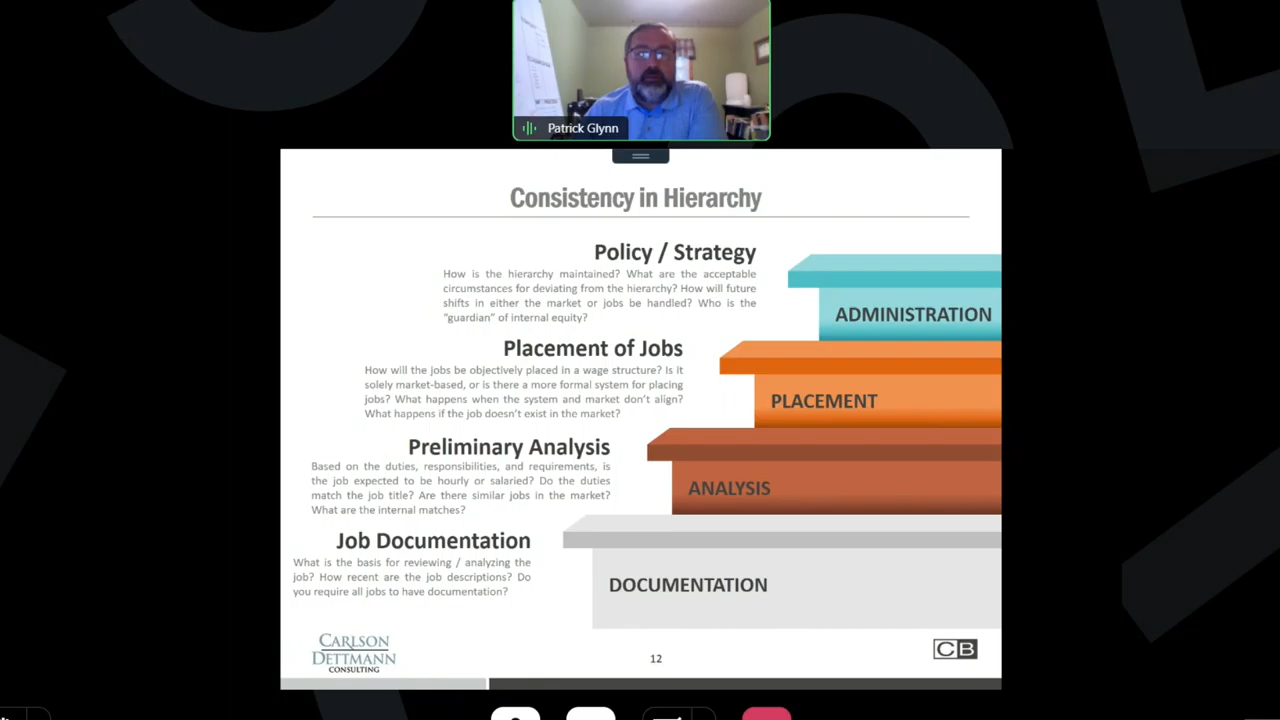 Patrick Glynn
Consistency in Hierarchy
Policy / Strategy
How is the hierarchy maintained? What are the acceptable
circumstances for deviating from the hierarchy? How will future
shifts in either the market or jobs be handled? Who is the
"guardian" of internal equity?
ADMINISTRATION
Placement of Jobs
How will the jobs be objectively placed in a wage structure? Is it
solely market-based, or is there a more formal system for placing
jobs? What happens when the system and market don't align?
What happens if the job doesn't exist in the market?
PLACEMENT
Preliminary Analysis
Based on the duties, responsibilities, and requirements, is
the job expected to be hourly or salaried? Do the duties
match the job title? Are there similar jobs in the market?
What are the internal matches?
ANALYSIS
Job Documentation
What is the basis for reviewing / analyzing the
job? How recent are the job descriptions? Do
you require all jobs to have documentation?
DOCUMENTATION
CARLSON
DETTMANN
CONSULTING
12
CB